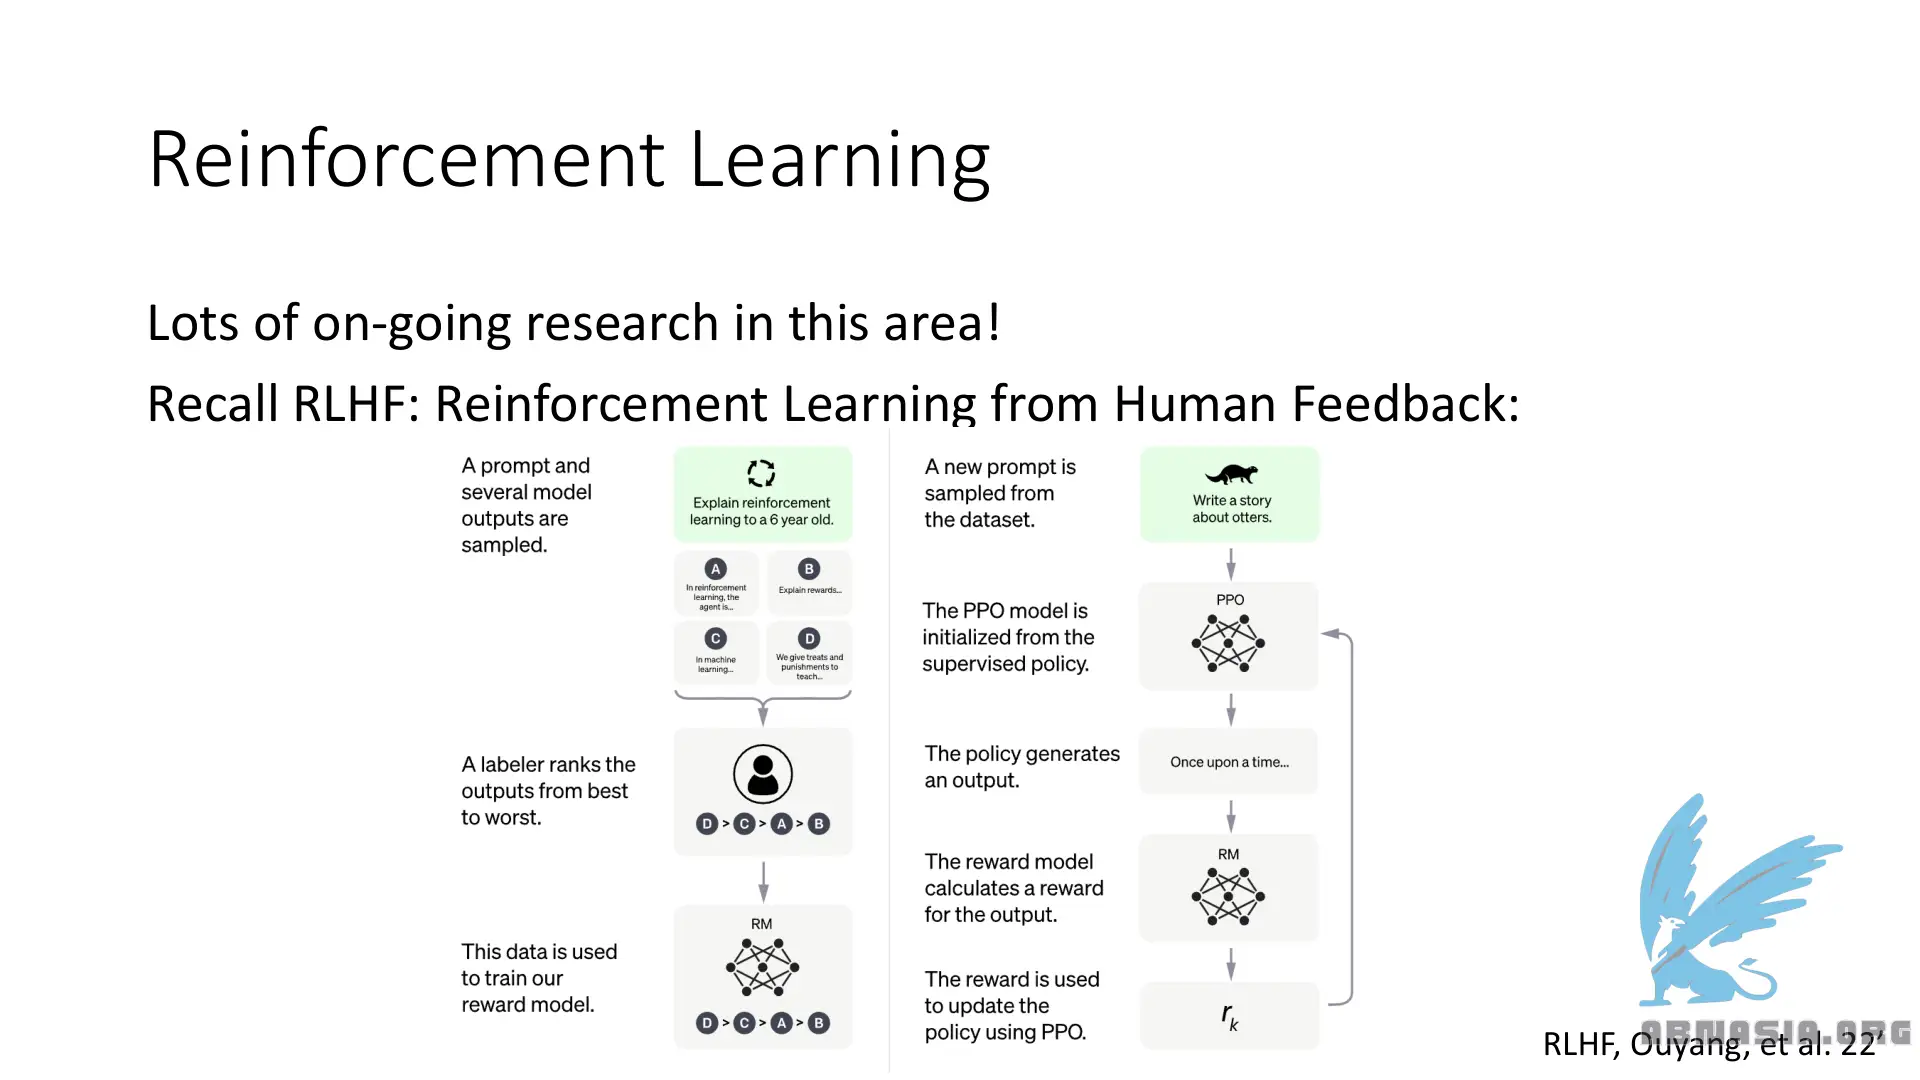 Reinforcement Learning
Lots of on-going research in this area!
Recall RLHF: Reinforcement Learning from Human Feedback:
A prompt and
several model
outputs are
sampled.
Explain reinforcement
learning to a 6 year old.
A
In reinforcement
learning, the
agent is...
B
Explain rewards...
C
In machine
learning...
D
We give treats and
punishments to
teach...
A labeler ranks the
outputs from best
to worst.
D > C > A > B
This data is used
to train our
reward model.
RM
D > C > A > B
A new prompt is
sampled from
the dataset.
Write a story
about otters.
The PPO model is
initialized from the
supervised policy.
PPO
The policy generates
an output.
Once upon a time...
The reward model
calculates a reward
for the output.
RM
The reward is used
to update the
policy using PPO.
rk
RLHF, Ouyang, et al. 22’
ABMASIA.ORG